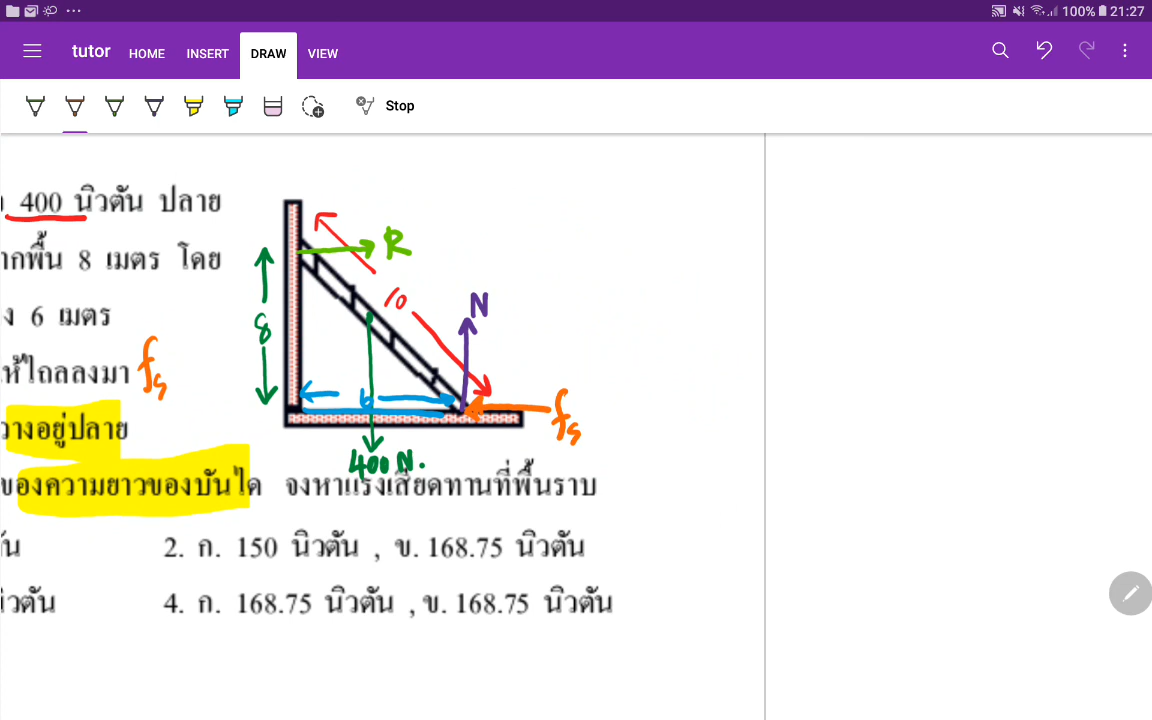 100% 21:27
tutor HOME INSERT DRAW VIEW
Stop
400 นิวตัน ปลาย
ากพื้น 8 เมตร โดย
ง 6 เมตร
ห้ไถลลงมา fs
วางอยู่ปลาย
ของความยาวของบันได จงหาแรงเสียดทานที่พื้นราบ
2. ก. 150 นิวตัน , ข. 168.75 นิวตัน
นิวตัน 4. ก. 168.75 นิวตัน , ข. 168.75 นิวตัน
R
10
N
8
6
fs
400 N.